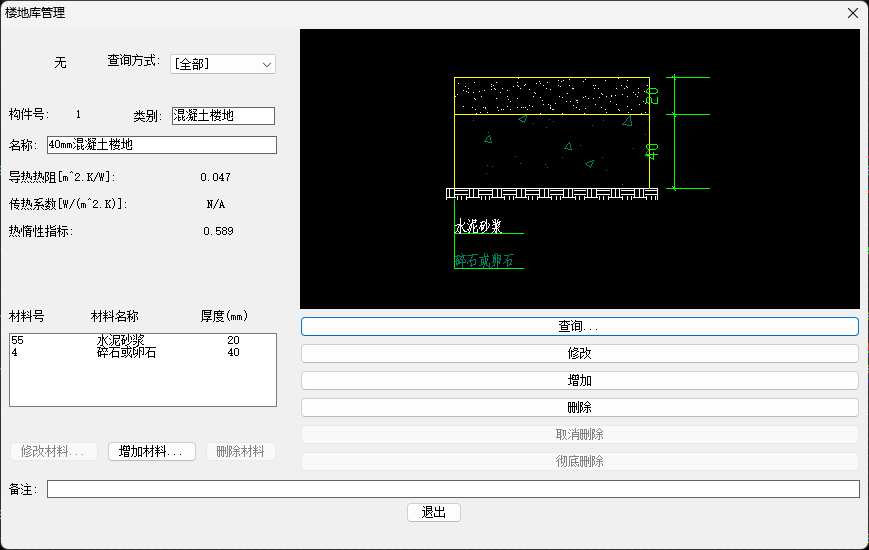 楼地库管理
无 查询方式: [全部]
构件号: 1 类别: 混凝土楼地
名称: 40mm混凝土楼地
导热热阻[m^2.K/W]: 0.047
传热系数[W/(m^2.K)]: N/A
热惰性指标: 0.589
20
40
水泥砂浆
碎石或卵石
材料号 材料名称 厚度(mm)
55 水泥砂浆 20
4 碎石或卵石 40
修改材料... 增加材料... 删除材料
查询...
修改
增加
删除
取消删除
彻底删除
备注:
退出